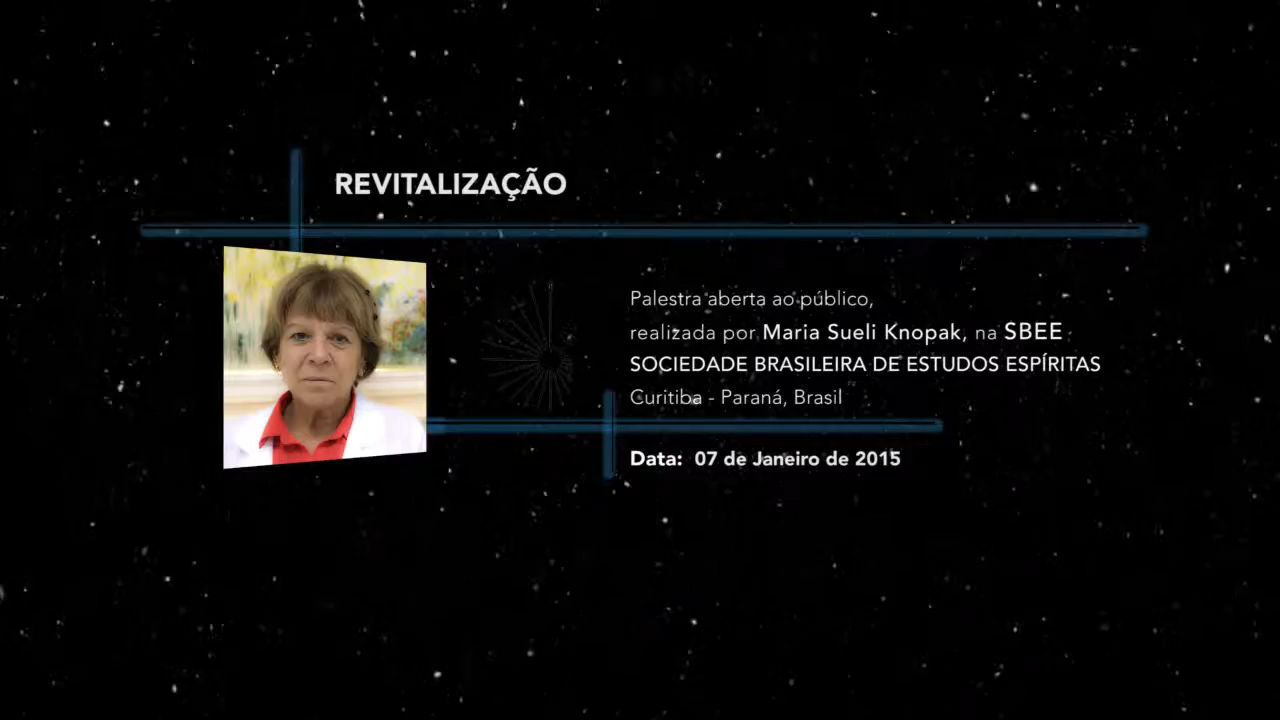 REVITALIZAÇÃO
Palestra aberta ao público,
realizada por Maria Sueli Knopak, na SBEE
SOCIEDADE BRASILEIRA DE ESTUDOS ESPÍRITAS
Curitiba - Paraná, Brasil
Data: 07 de Janeiro de 2015